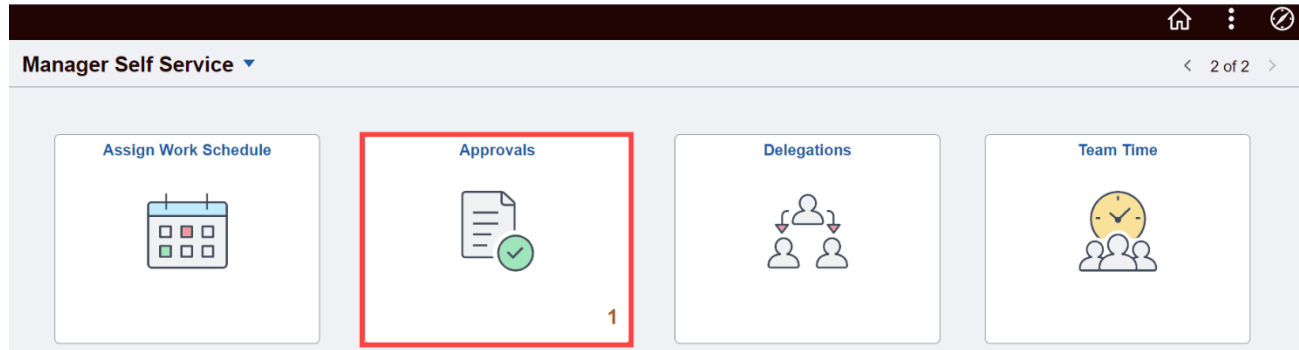 Manager Self Service
2 of 2
Assign Work Schedule
Approvals
Delegations
Team Time
1